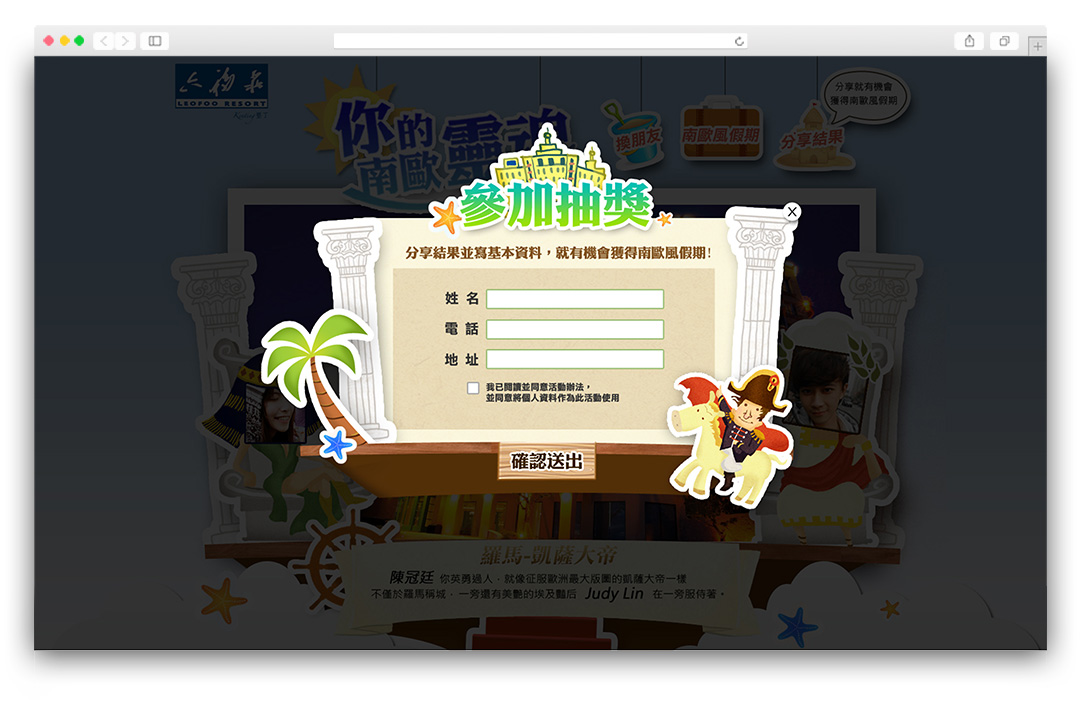 六福莊
LEOFOO RESORT
Kenting 墾丁
你的
南歐靈魂
換朋友
南歐風假期
分享結果
分享就有機會
獲得南歐風假期
參加抽獎
X
分享結果並寫基本資料，就有機會獲得南歐風假期!
姓 名
電 話
地 址
我已閱讀並同意活動辦法，
並同意將個人資料作為此活動使用
確認送出
羅馬-凱薩大帝
陳冠廷 你英勇過人，就像征服歐洲最大版圖的凱薩大帝一樣
不僅於羅馬稱城，一旁還有美艷的埃及豔后 Judy Lin 在一旁服侍著。